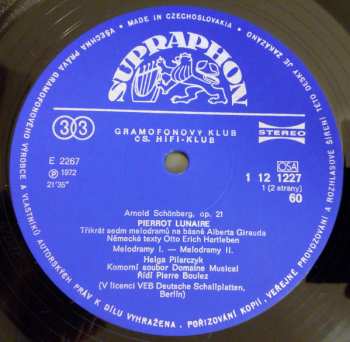 MADE IN CZECHOSLOVAKIA • VŠECHNA PRÁVA GRAMOFONOVÉHO VÝROBCE A VLASTNÍKŮ AUTORSKÝCH PRÁV K DÍLU VYHRAŽENA. POŘIZOVÁNÍ KOPIÍ, VEŘEJNÉ PROVOZOVÁNÍ A ROZHLASOVÉ ŠÍŘENÍ TÉTO DESKY JE ZAKÁZÁNO
SUPRAPHON
33
GRAMOFONOVÝ KLUB
ČS. HIFI-KLUB
STEREO
E 2267
℗ 1972
21'35"
OSA
1 12 1227
1 (2 strany)
60
Arnold Schönberg, op. 21
PIERROT LUNAIRE
Třikrát sedm melodramů na básně Alberta Girauda
Německé texty Otto Erich Hartleben
Melodramy I. — Melodramy II.
Helga Pilarczyk
Komorní soubor Domaine Musical
Řídí Pierre Boulez
(V licenci VEB Deutsche Schallplatten,
Berlin)